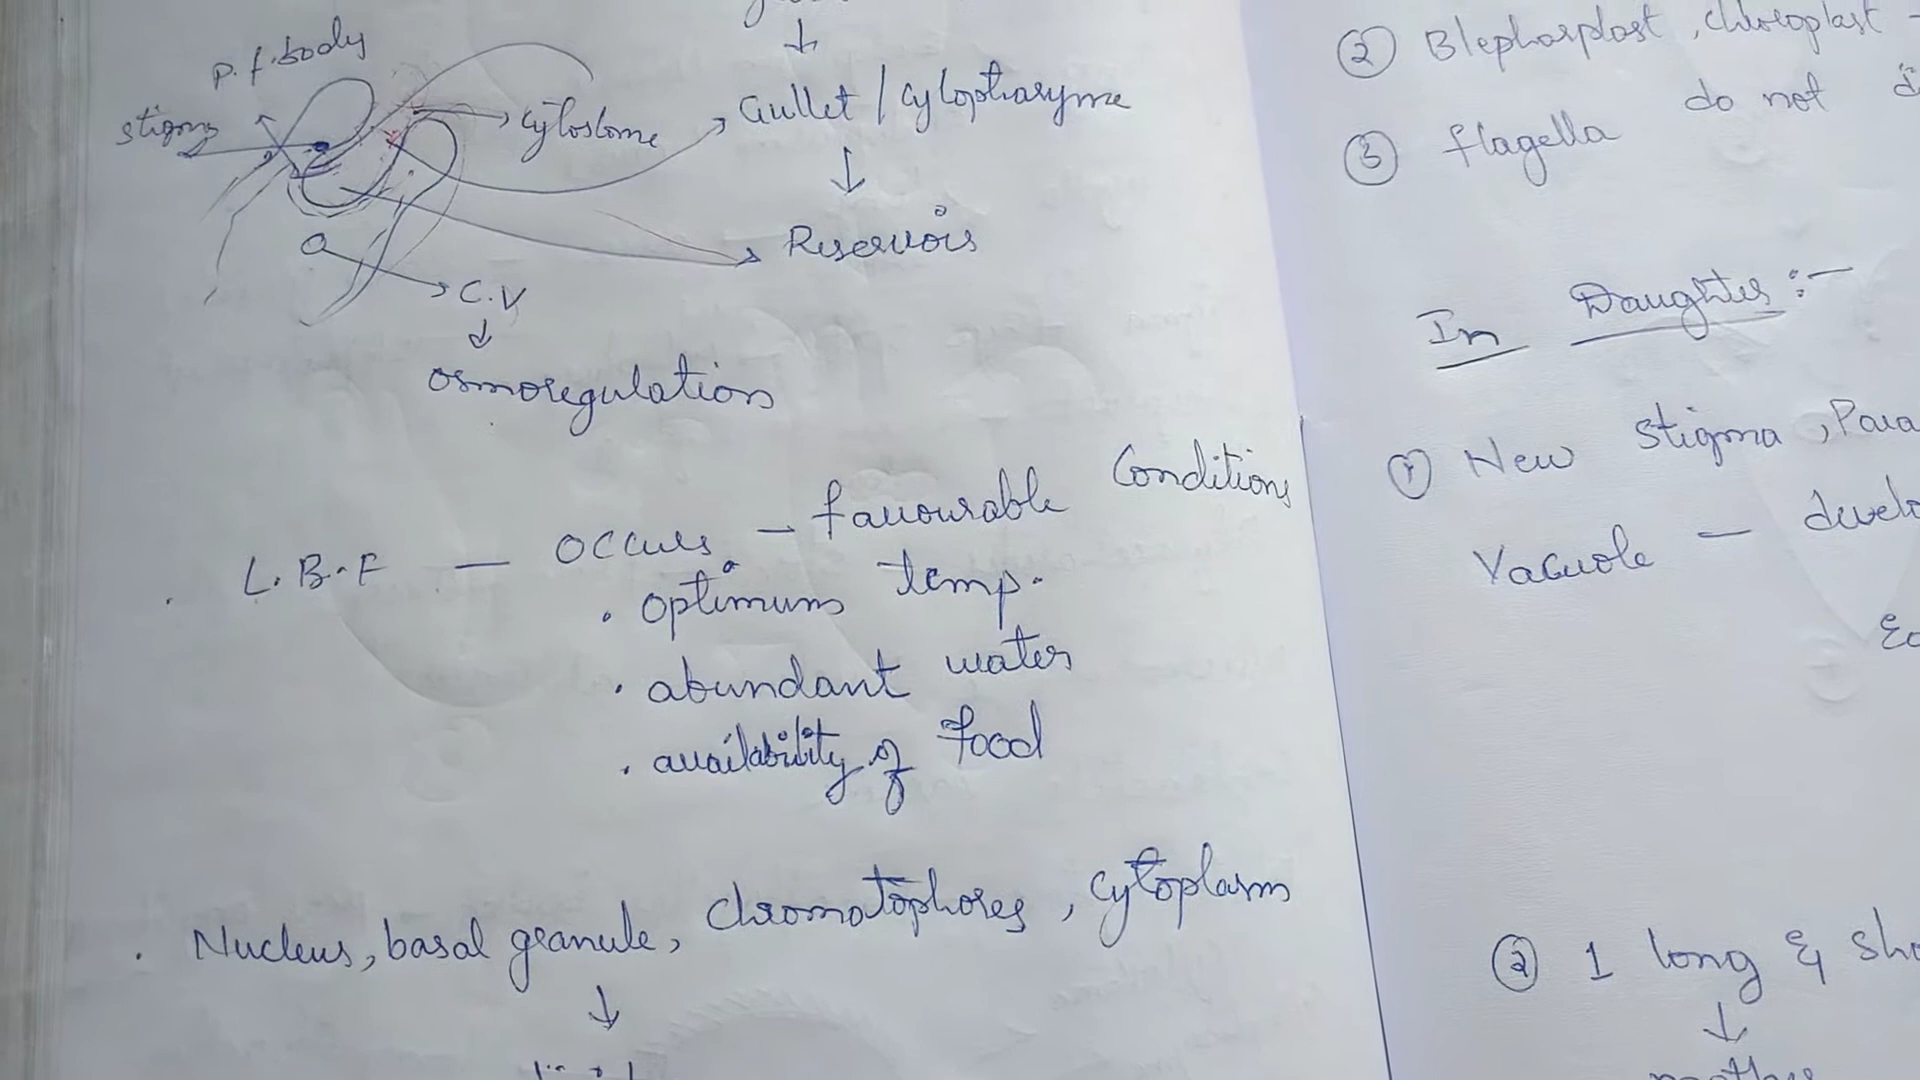 p.f. body
stigma
cytostome
Gullet / cytopharynx
Reservoir
C.V
osmoregulation
. L.B.F — occurs – favourable Conditions
. optimum temp.
. abundant water
. availability of food
. Nucleus, basal granule, chromatophores, cytoplasm
② Blepharplast, chloroplast -
do not
③ flagella
In Daughter :-
① New stigma, Para
Vacuole — develo
② 1 long & sho